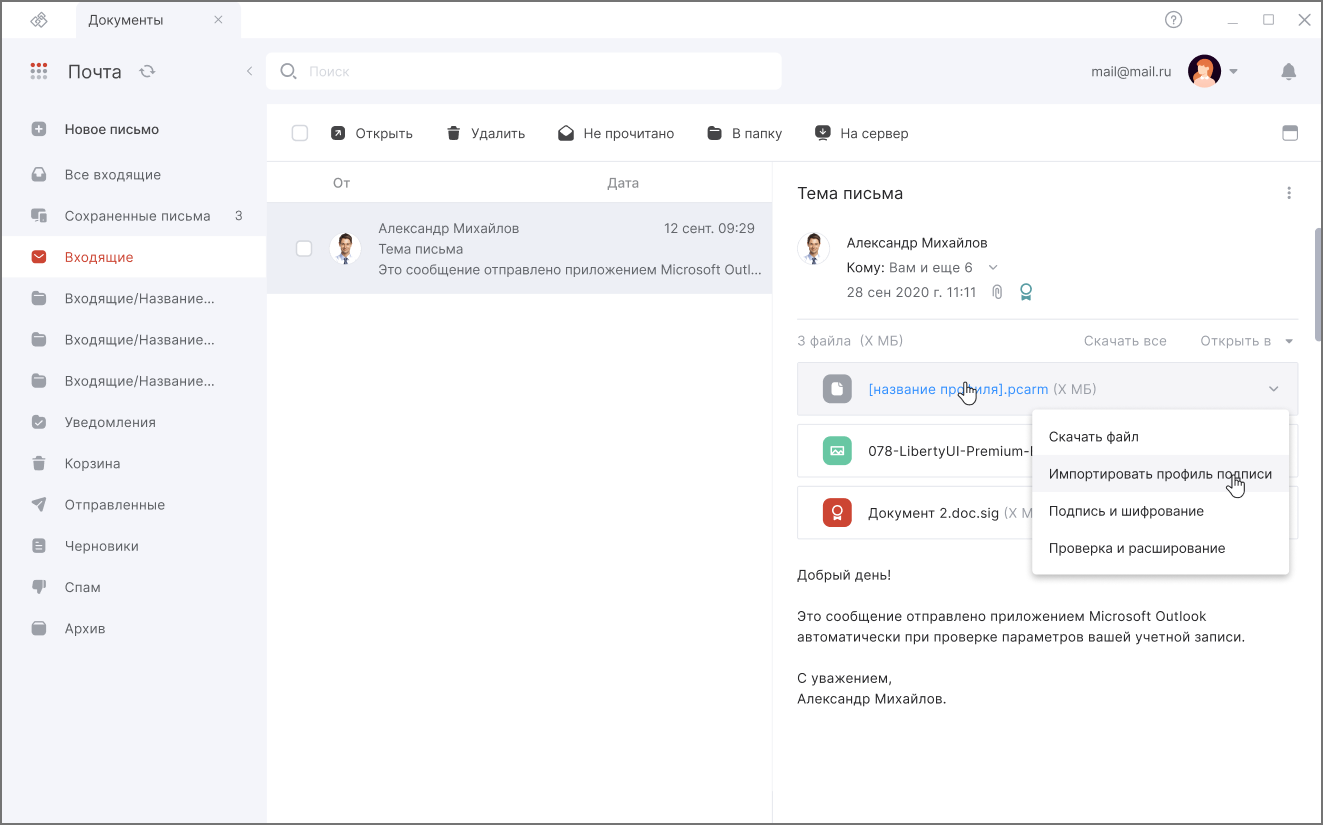 Документы
Почта
Поиск
mail@mail.ru
Новое письмо
Все входящие
Сохраненные письма 3
Входящие
Входящие/Название...
Входящие/Название...
Входящие/Название...
Уведомления
Корзина
Отправленные
Черновики
Спам
Архив
Открыть Удалить Не прочитано В папку На сервер
От Дата
Александр Михайлов 12 сент. 09:29
Тема письма
Это сообщение отправлено приложением Microsoft Outl...
Тема письма
Александр Михайлов
Кому: Вам и еще 6
28 сен 2020 г. 11:11
3 файла (X МБ) Скачать все Открыть в
[название профиля].pcarm (X МБ)
078-LibertyUI-Premium-
Документ 2.doc.sig (X М
Скачать файл
Импортировать профиль подписи
Подпись и шифрование
Проверка и расширование
Добрый день!
Это сообщение отправлено приложением Microsoft Outlook
автоматически при проверке параметров вашей учетной записи.
С уважением,
Александр Михайлов.